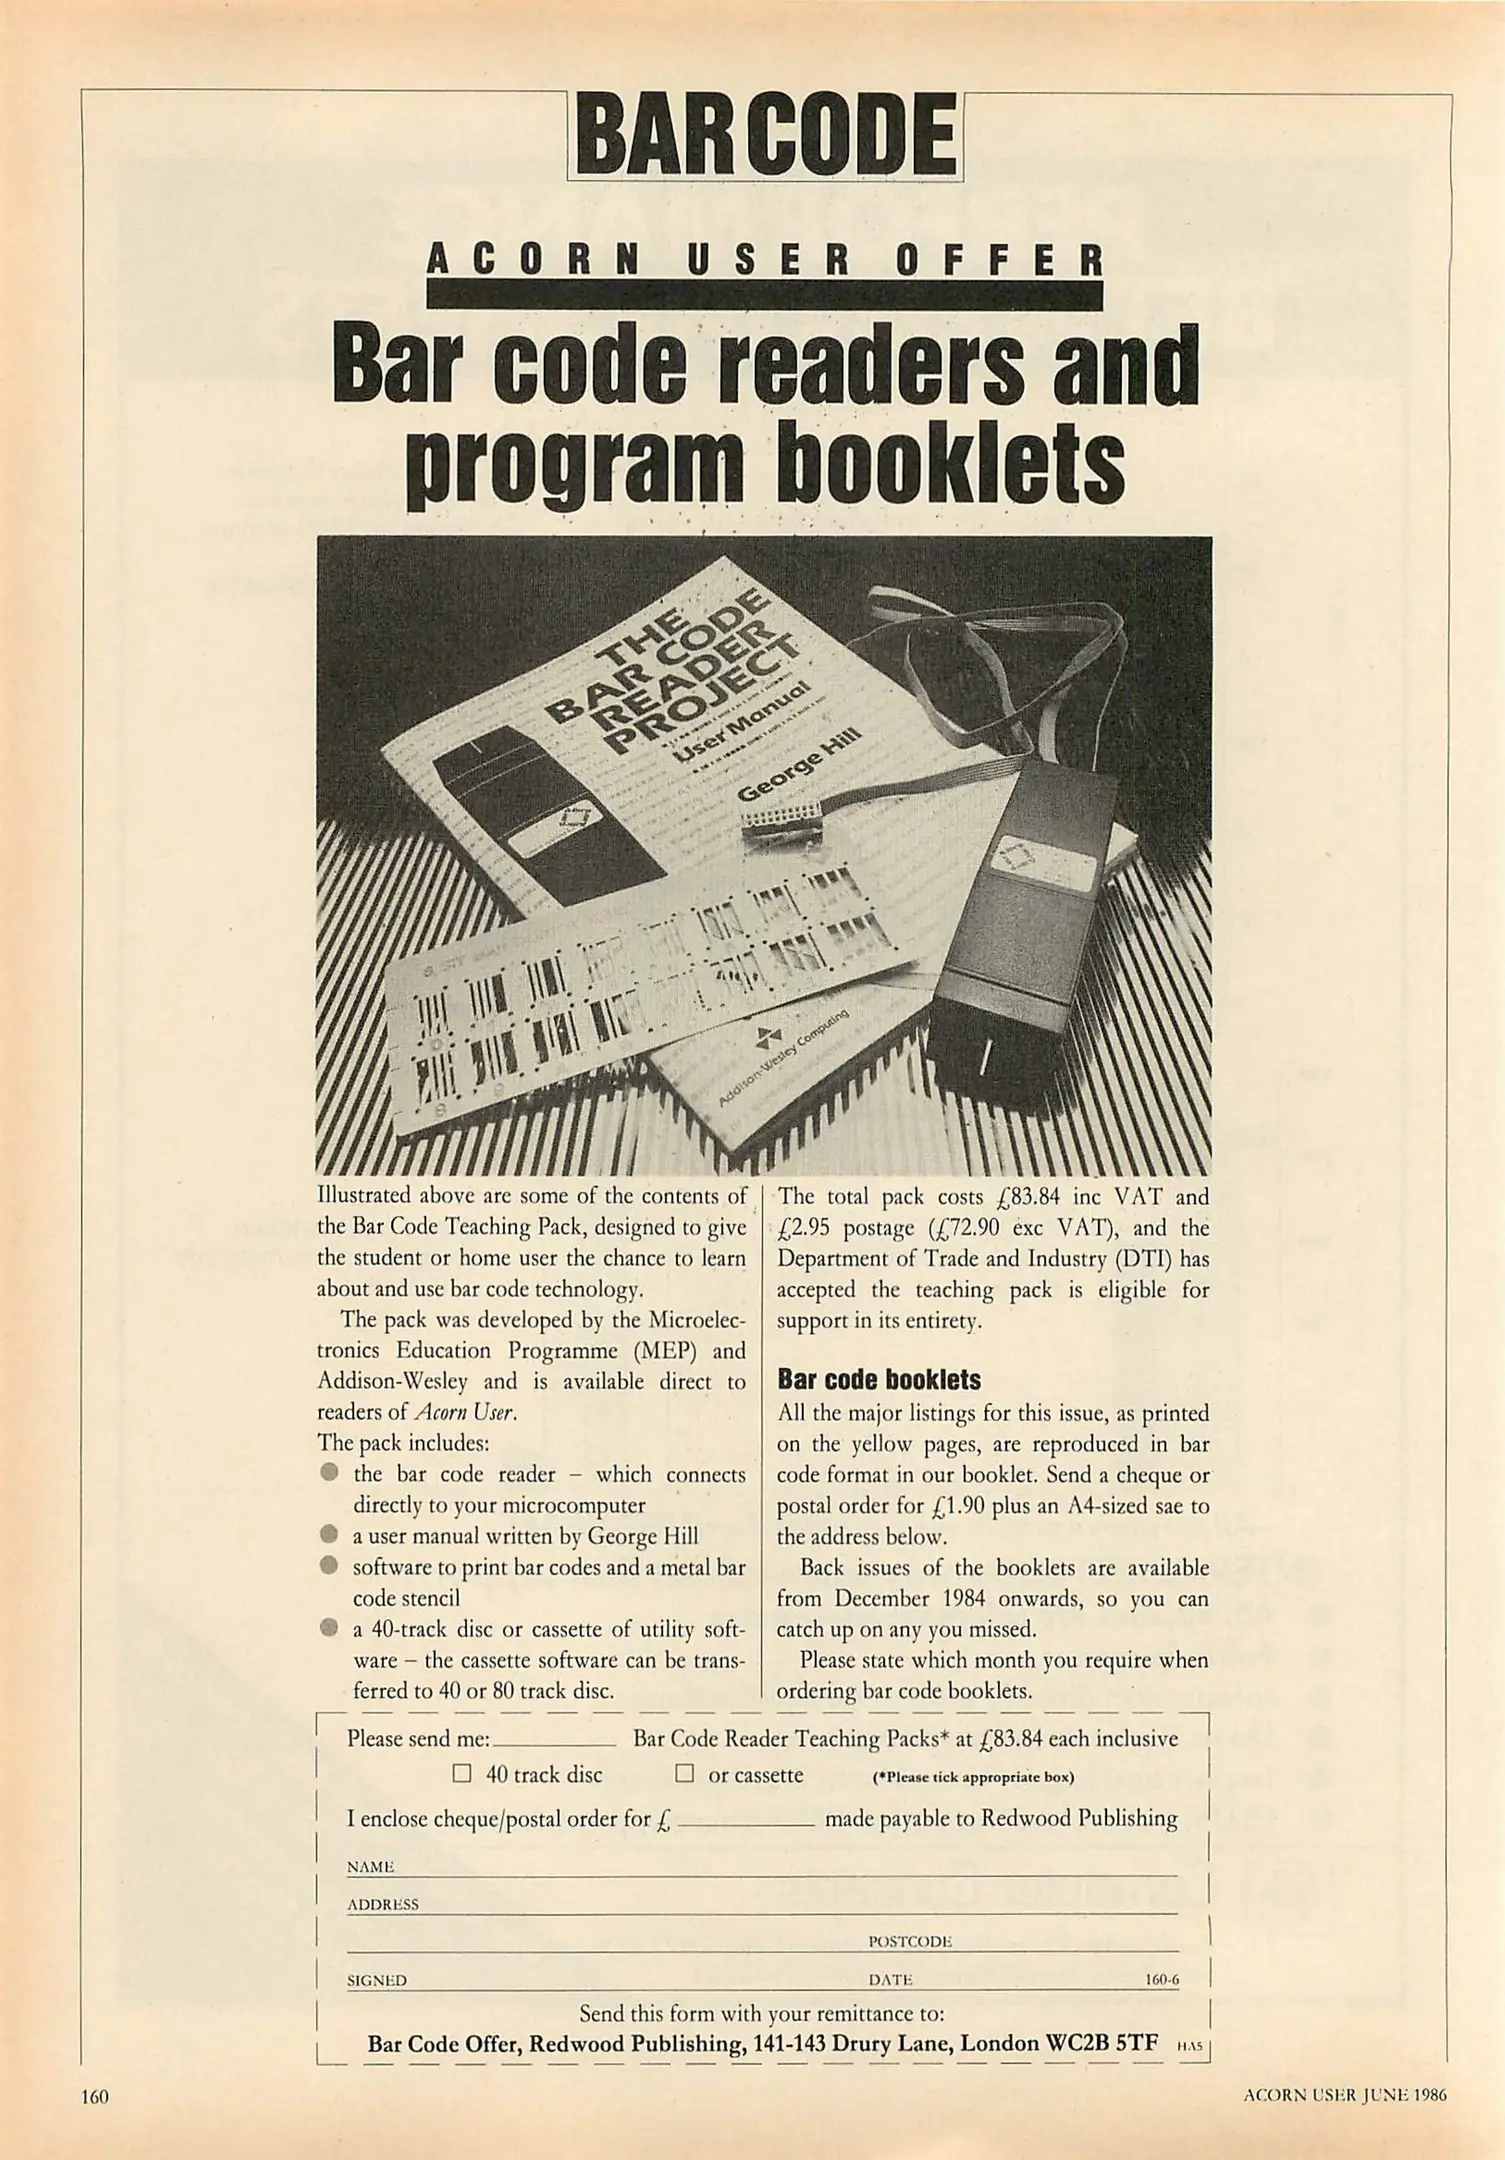 BAR CODE
ACORN USER OFFER
Bar code readers and
program booklets
THE
BAR CODE
READER
PROJECT
User Manual
George Hill
Addison-Wesley Computing
Illustrated above are some of the contents of
the Bar Code Teaching Pack, designed to give
the student or home user the chance to learn
about and use bar code technology.
The pack was developed by the Microelec-
tronics Education Programme (MEP) and
Addison-Wesley and is available direct to
readers of Acorn User.
The pack includes:
● the bar code reader – which connects
directly to your microcomputer
● a user manual written by George Hill
● software to print bar codes and a metal bar
code stencil
● a 40-track disc or cassette of utility soft-
ware – the cassette software can be trans-
ferred to 40 or 80 track disc.
The total pack costs £83.84 inc VAT and
£2.95 postage (£72.90 exc VAT), and the
Department of Trade and Industry (DTI) has
accepted the teaching pack is eligible for
support in its entirety.
Bar code booklets
All the major listings for this issue, as printed
on the yellow pages, are reproduced in bar
code format in our booklet. Send a cheque or
postal order for £1.90 plus an A4-sized sae to
the address below.
Back issues of the booklets are available
from December 1984 onwards, so you can
catch up on any you missed.
Please state which month you require when
ordering bar code booklets.
Please send me: Bar Code Reader Teaching Packs* at £83.84 each inclusive
□ 40 track disc □ or cassette (*Please tick appropriate box)
I enclose cheque/postal order for £ made payable to Redwood Publishing
NAME
ADDRESS
POSTCODE
SIGNED DATE 160-6
Send this form with your remittance to:
Bar Code Offer, Redwood Publishing, 141-143 Drury Lane, London WC2B 5TF HA5
160 ACORN USER JUNE 1986